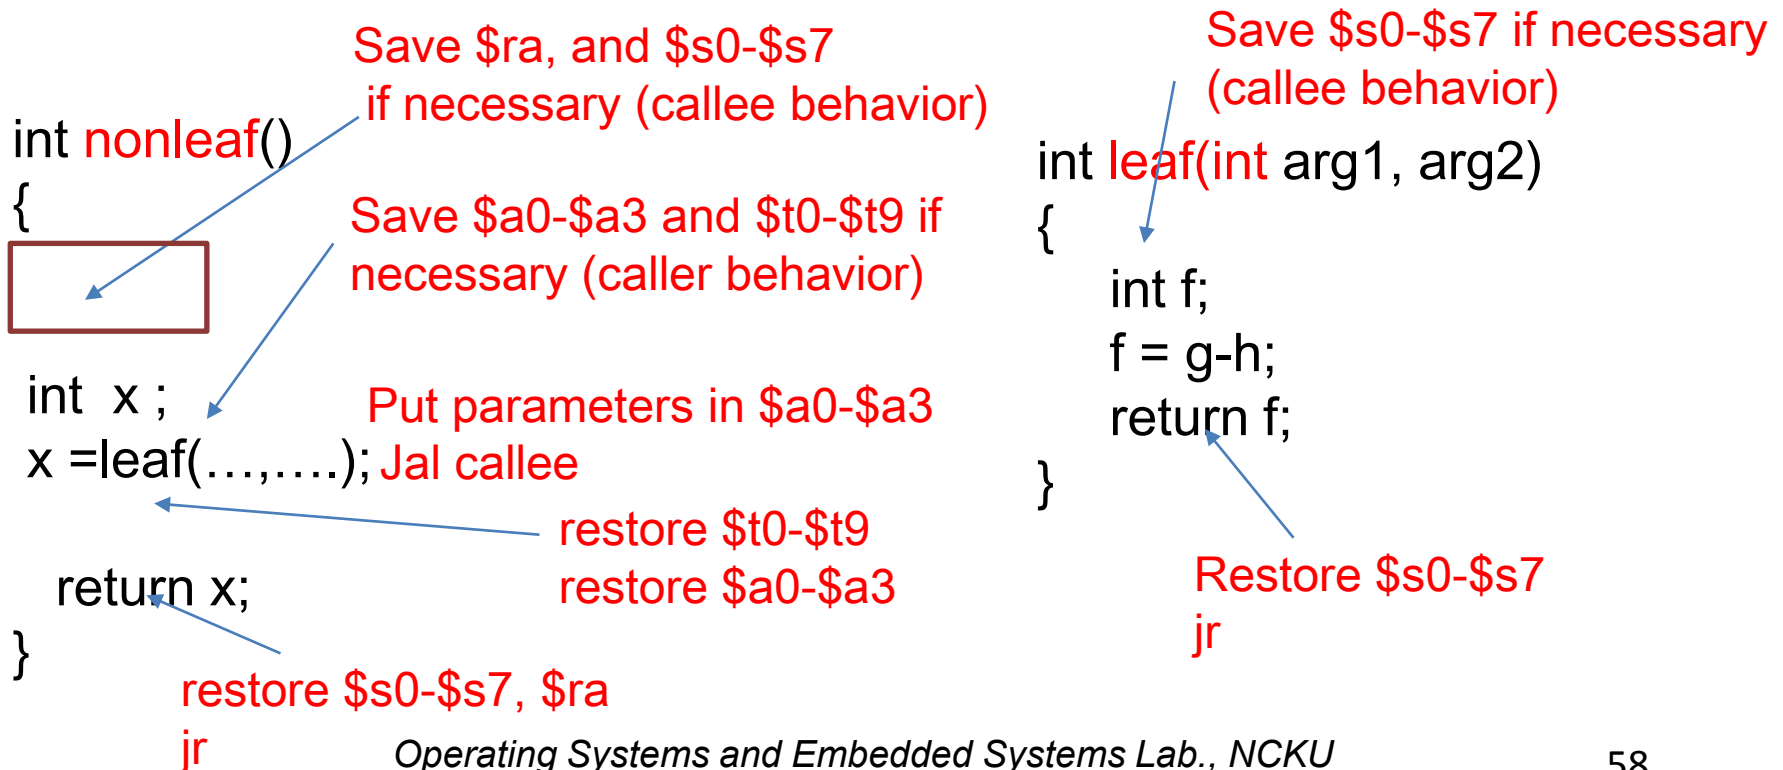 Save $ra, and $s0-$s7
if necessary (callee behavior)
int nonleaf()
{
Save $a0-$a3 and $t0-$t9 if
necessary (caller behavior)
int x ;
Put parameters in $a0-$a3
x =leaf(…,….);
Jal callee
restore $t0-$t9
restore $a0-$a3
return x;
}
restore $s0-$s7, $ra
jr
Save $s0-$s7 if necessary
(callee behavior)
int leaf(int arg1, arg2)
{
int f;
f = g-h;
return f;
}
Restore $s0-$s7
jr
Operating Systems and Embedded Systems Lab., NCKU
58